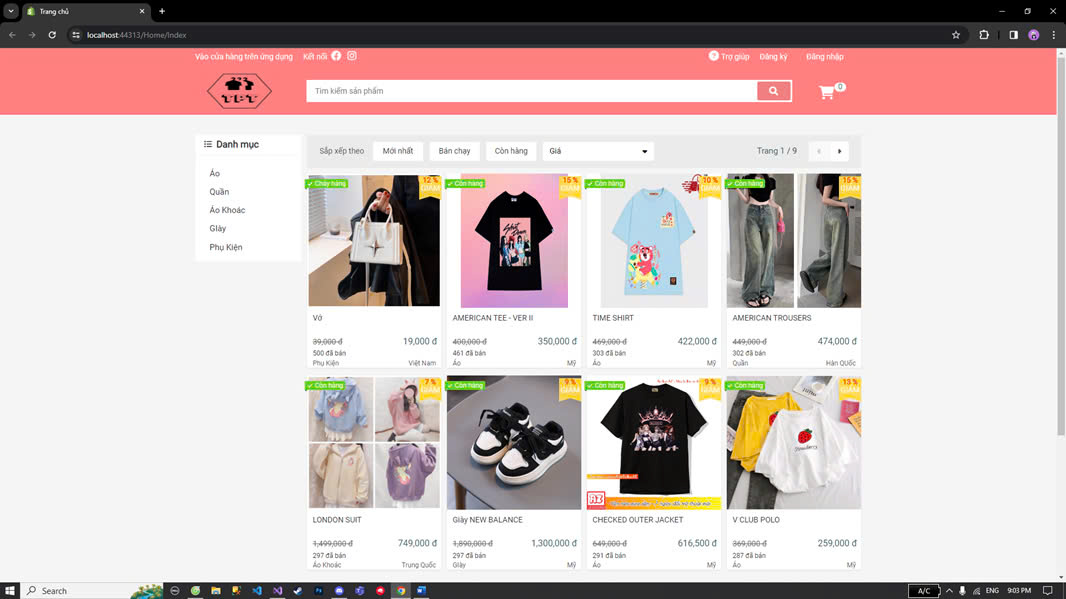 Trang chủ
localhost:44313/Home/Index
Vào cửa hàng trên ứng dụng
Kết nối
Trợ giúp
Đăng ký
Đăng nhập
Tìm kiếm sản phẩm
0
Danh mục
Áo
Quần
Áo Khoác
Giày
Phụ Kiện
Sắp xếp theo
Mới nhất
Bán chạy
Còn hàng
Giá
Trang 1 / 9
Cháy hàng
12 %
GIẢM
Vớ
39,000 đ
19,000 đ
500 đã bán
Phụ Kiện
Việt Nam
Còn hàng
15 %
GIẢM
AMERICAN TEE - VER II
400,000 đ
350,000 đ
461 đã bán
Áo
Mỹ
Còn hàng
10 %
GIẢM
TIME SHIRT
469,000 đ
422,000 đ
303 đã bán
Áo
Mỹ
Còn hàng
15 %
GIẢM
AMERICAN TROUSERS
449,000 đ
474,000 đ
302 đã bán
Quần
Hàn Quốc
Còn hàng
7 %
GIẢM
LONDON SUIT
1,499,000 đ
749,000 đ
297 đã bán
Áo Khoác
Trung Quốc
Còn hàng
9 %
GIẢM
Giày NEW BALANCE
1,890,000 đ
1,300,000 đ
297 đã bán
Giày
Mỹ
Còn hàng
9 %
GIẢM
CHECKED OUTER JACKET
649,000 đ
616,500 đ
291 đã bán
Áo
Mỹ
Còn hàng
13 %
GIẢM
V CLUB POLO
369,000 đ
259,000 đ
287 đã bán
Áo
Mỹ
Search
A/C
ENG
9:03 PM